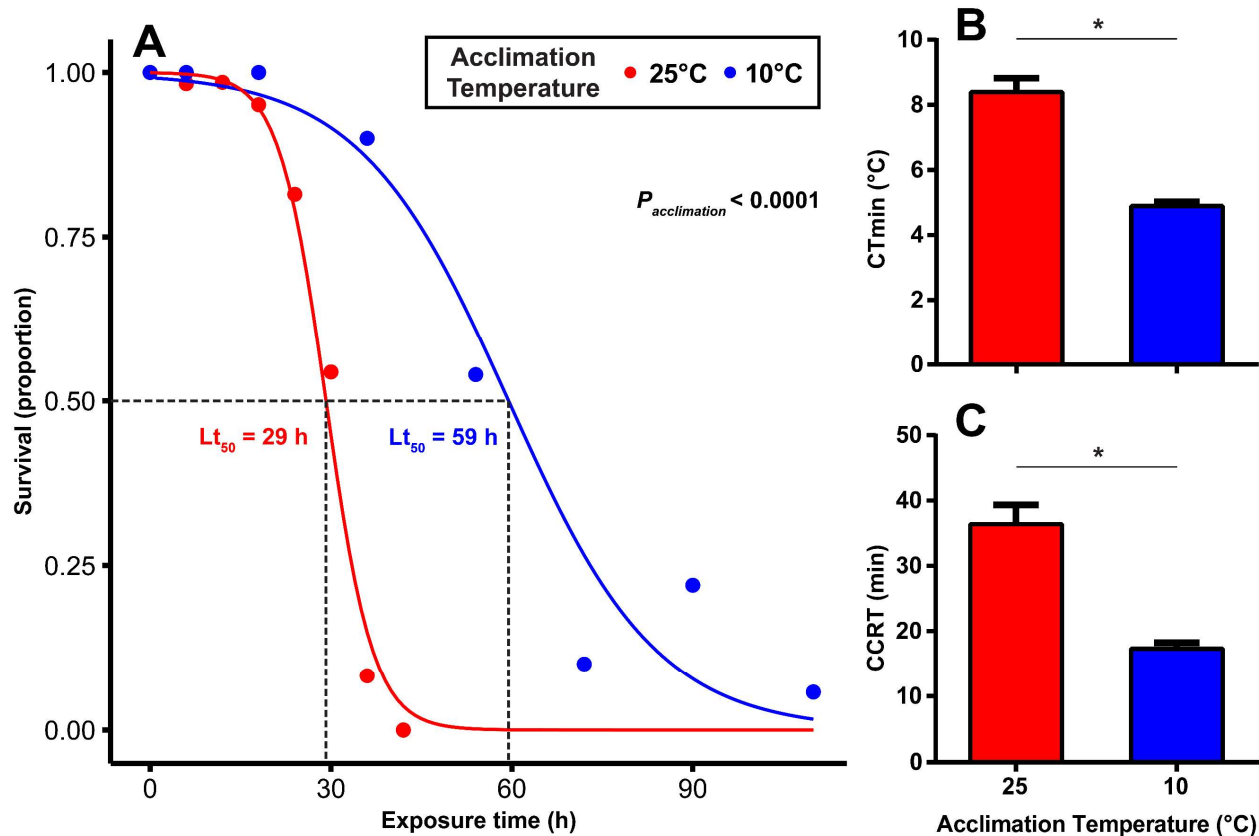 A
Acclimation
Temperature
25°C
10°C
P acclimation < 0.0001
Survival (proportion)
1.00
0.75
0.50
0.25
0.00
Lt50 = 29 h
Lt50 = 59 h
0
30
60
90
Exposure time (h)
B
*
CTmin (°C)
10
8
6
4
2
0
C
*
CCRT (min)
50
40
30
20
10
0
25
10
Acclimation Temperature (°C)